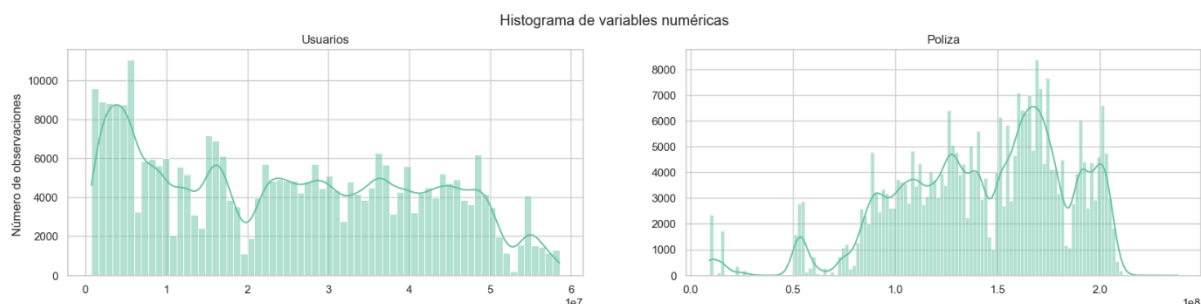 Histograma de variables numéricas
Usuarios
Poliza
Número de observaciones
10000
8000
6000
4000
2000
0
0 1 2 3 4 5 6
1e7
8000
7000
6000
5000
4000
3000
2000
1000
0
0.0 0.5 1.0 1.5 2.0
1e8